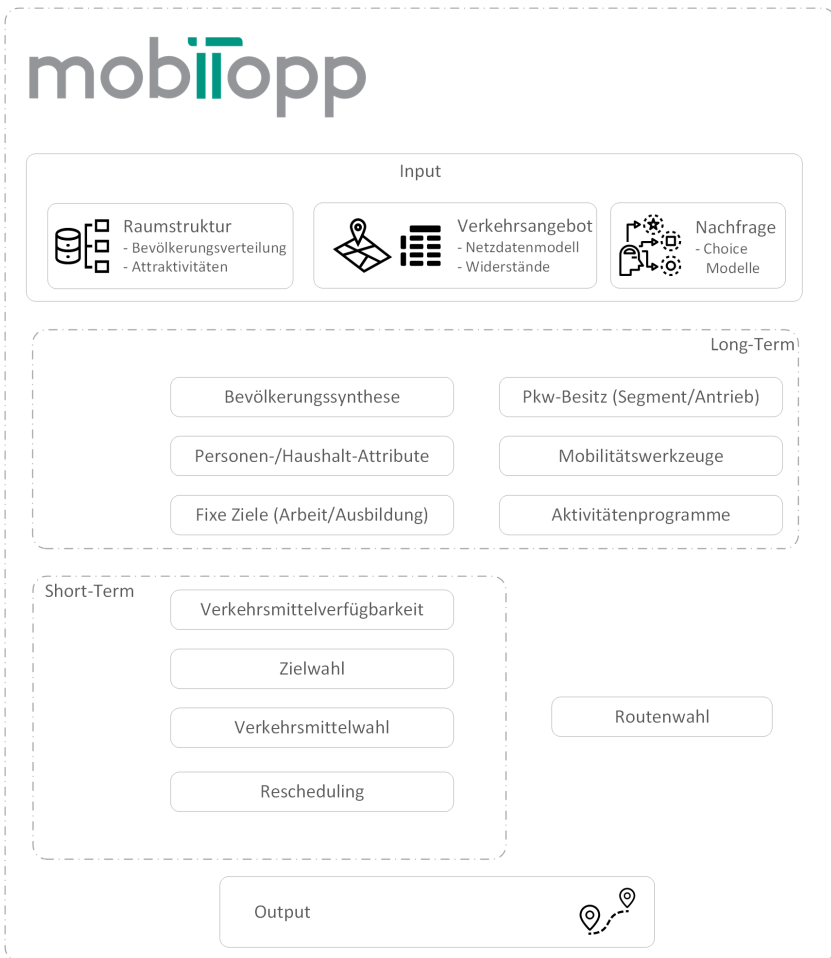 mobiTopp
Input
Raumstruktur
- Bevölkerungsverteilung
- Attraktivitäten
Verkehrsangebot
- Netzdatenmodell
- Widerstände
Nachfrage
- Choice
Modelle
Long-Term
Bevölkerungssynthese
Pkw-Besitz (Segment/Antrieb)
Personen-/Haushalt-Attribute
Mobilitätswerkzeuge
Fixe Ziele (Arbeit/Ausbildung)
Aktivitätenprogramme
Short-Term
Verkehrsmittelverfügbarkeit
Zielwahl
Verkehrsmittelwahl
Routenwahl
Rescheduling
Output